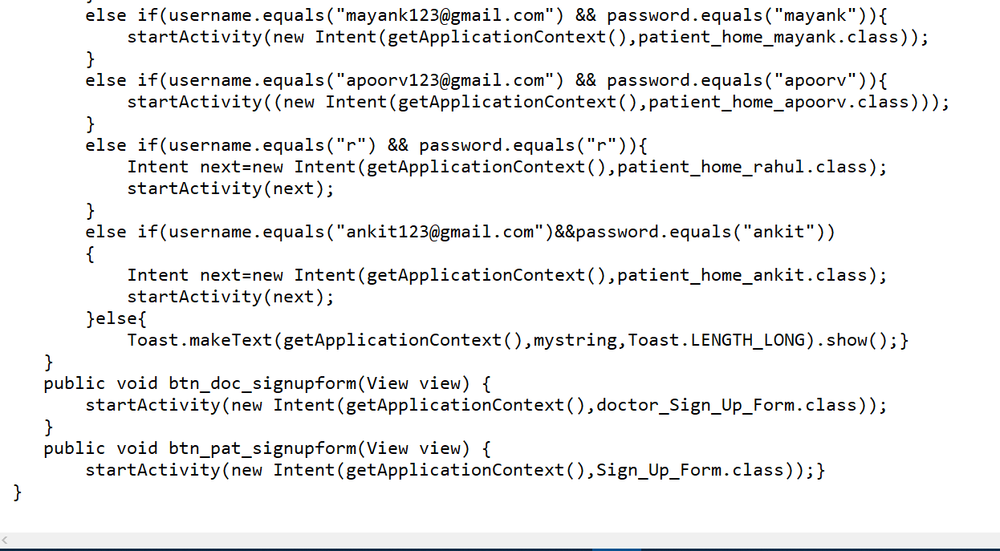 else if(username.equals("mayank123@gmail.com") && password.equals("mayank")){
startActivity(new Intent(getApplicationContext(),patient_home_mayank.class));
}
else if(username.equals("apoorv123@gmail.com") && password.equals("apoorv")){
startActivity((new Intent(getApplicationContext(),patient_home_apoorv.class)));
}
else if(username.equals("r") && password.equals("r")){
Intent next=new Intent(getApplicationContext(),patient_home_rahul.class);
startActivity(next);
}
else if(username.equals("ankit123@gmail.com")&&password.equals("ankit"))
{
Intent next=new Intent(getApplicationContext(),patient_home_ankit.class);
startActivity(next);
}else{
Toast.makeText(getApplicationContext(),mystring,Toast.LENGTH_LONG).show();}
}
public void btn_doc_signupform(View view) {
startActivity(new Intent(getApplicationContext(),doctor_Sign_Up_Form.class));
}
public void btn_pat_signupform(View view) {
startActivity(new Intent(getApplicationContext(),Sign_Up_Form.class));}
}